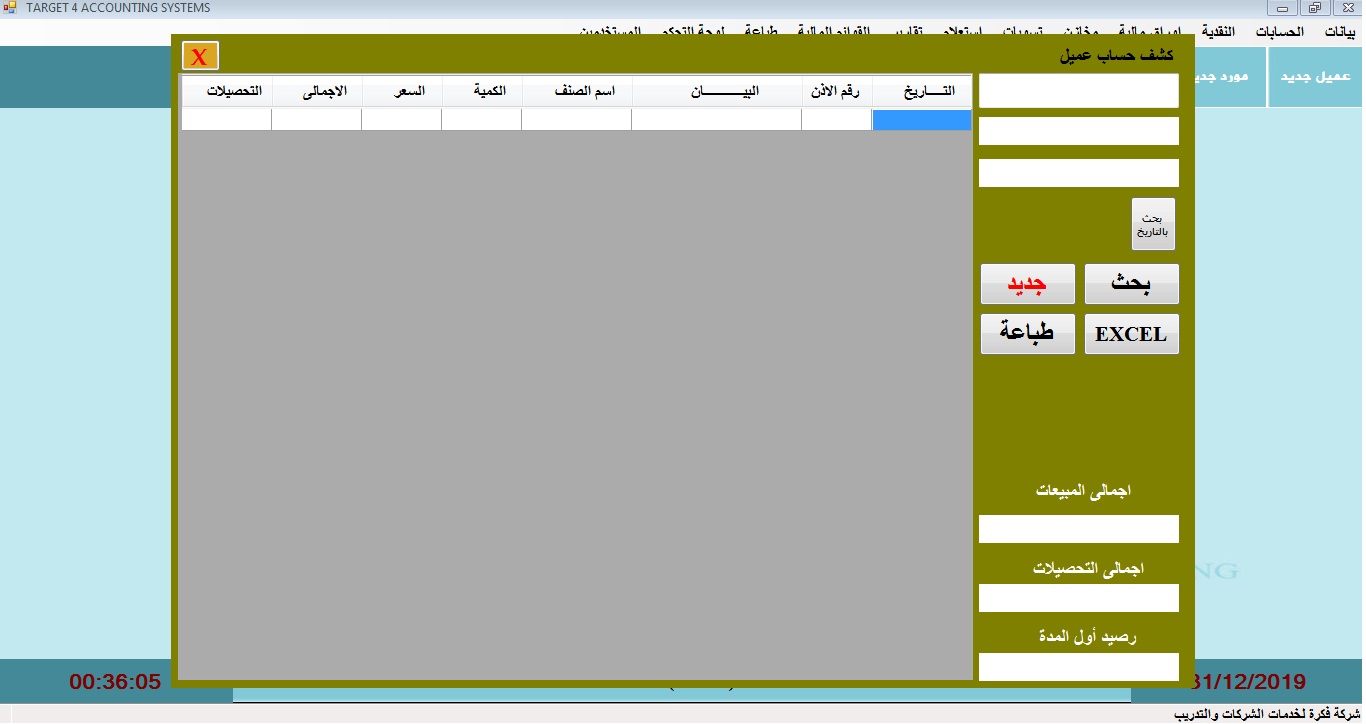 TARGET 4 ACCOUNTING SYSTEMS
بيانات الحسابات النقدية اوراق مالية مخازن تسويات استعلام تقارير القوائم المالية طباعة لوحة التحكم المستخدمين
كشف حساب عميل
X
عميل جديد
مورد جديد
التـــاريخ رقم الاذن البيـــــــان اسم الصنف الكمية السعر الاجمالى التحصيلات
بحث
بالتاريخ
بحث جديد
EXCEL طباعة
اجمالى المبيعات
اجمالى التحصيلات
NG
رصيد أول المدة
31/12/2019
00:36:05
شركة فكرة لخدمات الشركات والتدريب